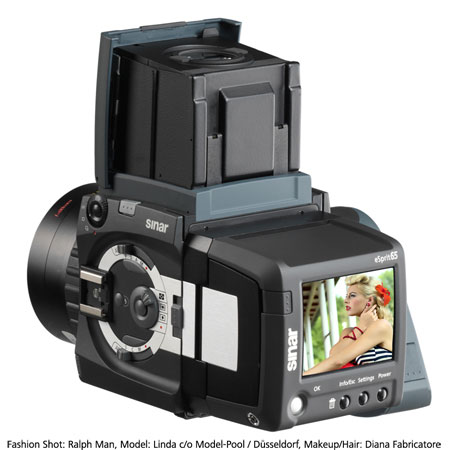 sinar
eSprit65
sinar
OK
Info/Esc
Settings
Power
Fashion Shot: Ralph Man, Model: Linda c/o Model-Pool / Düsseldorf, Makeup/Hair: Diana Fabricatore